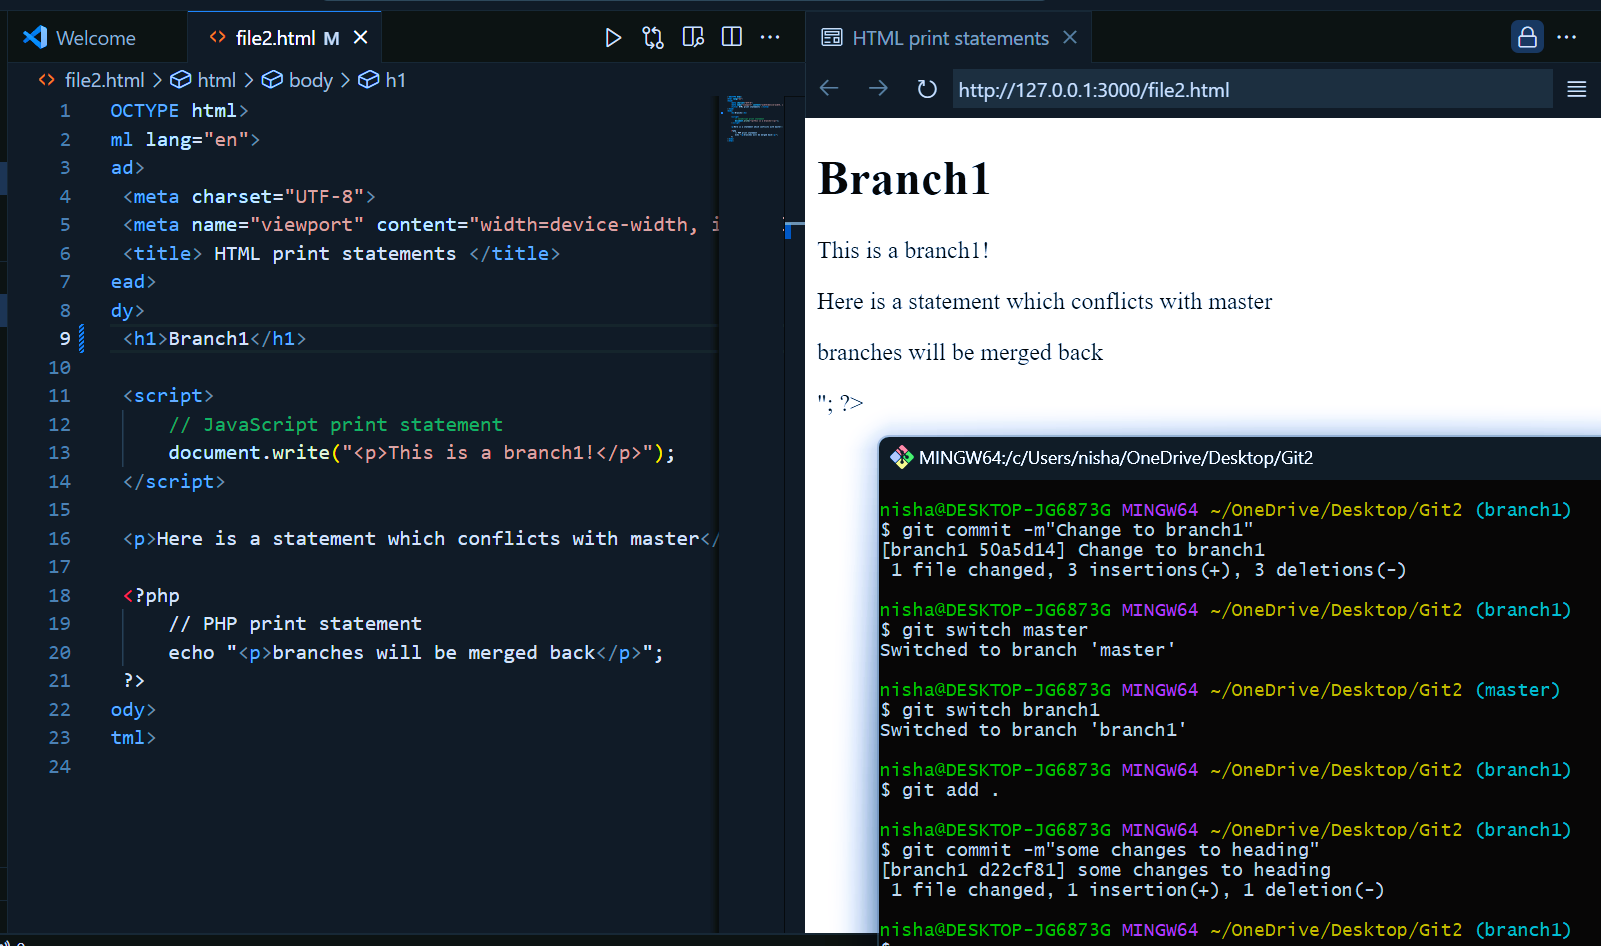 Welcome
<> file2.html M ×
<> file2.html > html > body > h1
1 OCTYPE html>
2 ml lang="en">
3 ad>
4 <meta charset="UTF-8">
5 <meta name="viewport" content="width=device-width, i
6 <title> HTML print statements </title>
7 ead>
8 dy>
9 <h1>Branch1</h1>
10
11 <script>
12 // JavaScript print statement
13 document.write("<p>This is a branch1!</p>");
14 </script>
15
16 <p>Here is a statement which conflicts with master</
17
18 <?php
19 // PHP print statement
20 echo "<p>branches will be merged back</p>";
21 ?>
22 ody>
23 tml>
24
HTML print statements ×
http://127.0.0.1:3000/file2.html
Branch1
This is a branch1!
Here is a statement which conflicts with master
branches will be merged back
"; ?>
MINGW64:/c/Users/nisha/OneDrive/Desktop/Git2
nisha@DESKTOP-JG6873G MINGW64 ~/OneDrive/Desktop/Git2 (branch1)
$ git commit -m"Change to branch1"
[branch1 50a5d14] Change to branch1
1 file changed, 3 insertions(+), 3 deletions(-)
nisha@DESKTOP-JG6873G MINGW64 ~/OneDrive/Desktop/Git2 (branch1)
$ git switch master
Switched to branch 'master'
nisha@DESKTOP-JG6873G MINGW64 ~/OneDrive/Desktop/Git2 (master)
$ git switch branch1
Switched to branch 'branch1'
nisha@DESKTOP-JG6873G MINGW64 ~/OneDrive/Desktop/Git2 (branch1)
$ git add .
nisha@DESKTOP-JG6873G MINGW64 ~/OneDrive/Desktop/Git2 (branch1)
$ git commit -m"some changes to heading"
[branch1 d22cf81] some changes to heading
1 file changed, 1 insertion(+), 1 deletion(-)
nisha@DESKTOP-JG6873G MINGW64 ~/OneDrive/Desktop/Git2 (branch1)